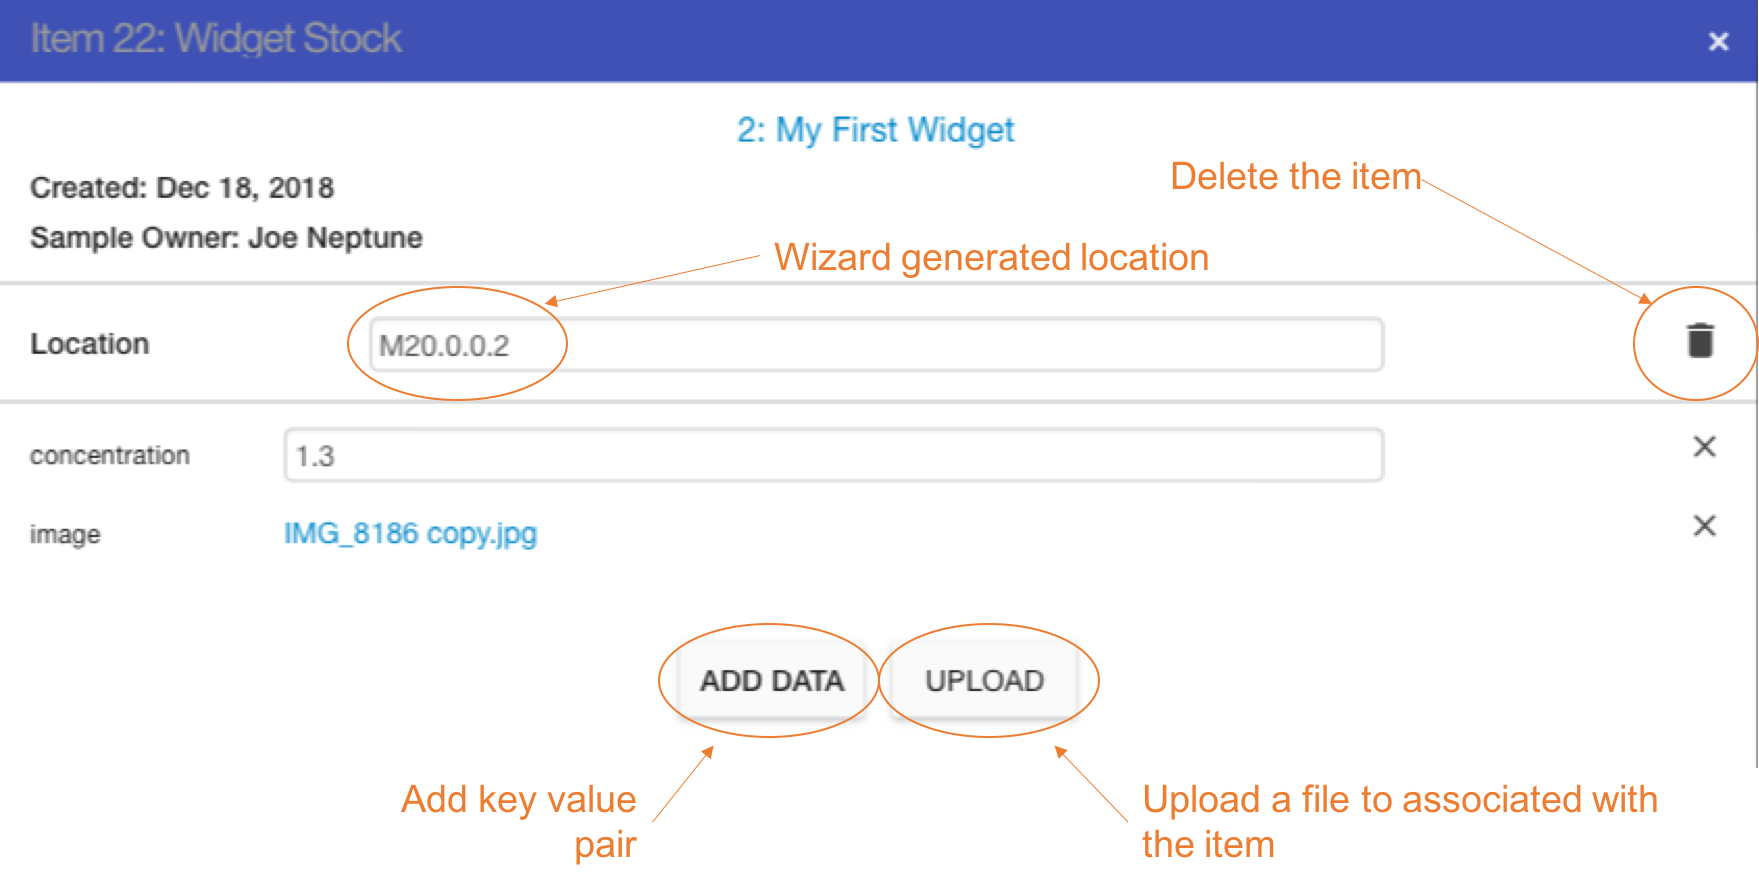 Item 22: Widget Stock
×
2: My First Widget
Created: Dec 18, 2018
Delete the item
Sample Owner: Joe Neptune
Wizard generated location
Location
M20.0.0.2
concentration
1.3
image
IMG_8186 copy.jpg
ADD DATA
UPLOAD
Add key value
pair
Upload a file to associated with
the item